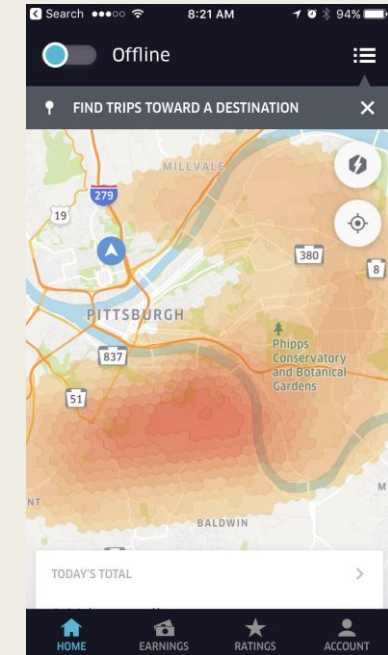 Search 8:21 AM 94%
Offline
FIND TRIPS TOWARD A DESTINATION
MILLVALE
279
19
380
8
PITTSBURGH
Phipps
Conservatory
and Botanical
Gardens
837
51
M
NT
BALDWIN
TODAY'S TOTAL
HOME EARNINGS RATINGS ACCOUNT